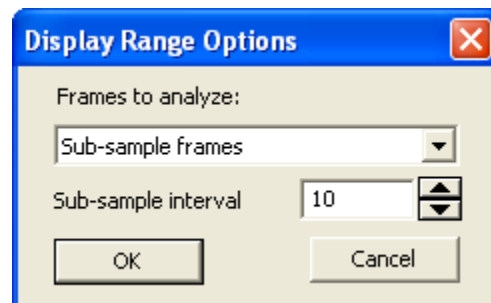 Display Range Options
Frames to analyze:
Sub-sample frames
Sub-sample interval 10
OK Cancel